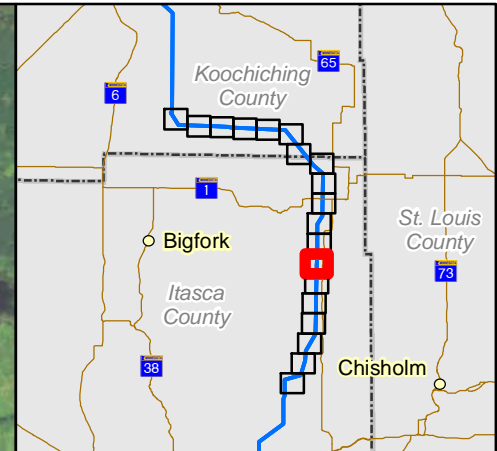 65
Koochiching
County
6
1
St. Louis
County
Bigfork
73
Itasca
County
38
Chisholm